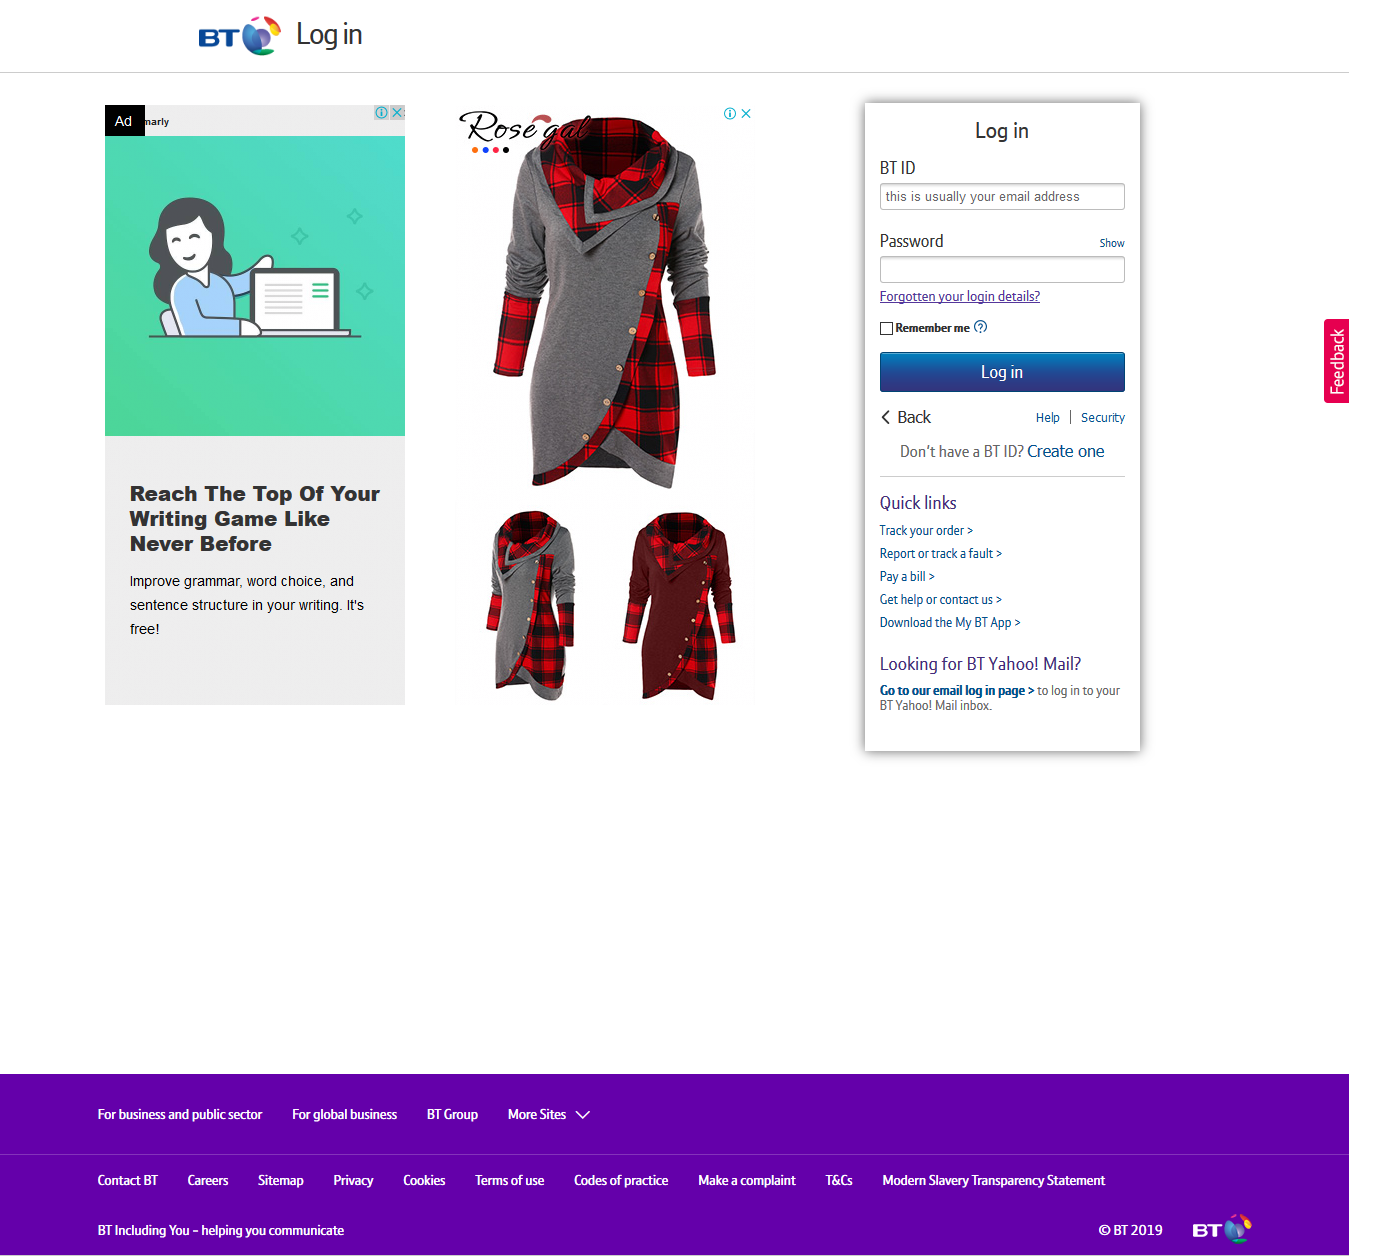 BT Log in
Ad marly
Reach The Top Of Your
Writing Game Like
Never Before
Improve grammar, word choice, and
sentence structure in your writing. It's
free!
Rosegal
Log in
BT ID
this is usually your email address
Password Show
Forgotten your login details?
Remember me ?
Log in
Back Help | Security
Don't have a BT ID? Create one
Quick links
Track your order >
Report or track a fault >
Pay a bill >
Get help or contact us >
Download the My BT App >
Looking for BT Yahoo! Mail?
Go to our email log in page > to log in to your
BT Yahoo! Mail inbox.
Feedback
For business and public sector For global business BT Group More Sites
Contact BT Careers Sitemap Privacy Cookies Terms of use Codes of practice Make a complaint T&Cs Modern Slavery Transparency Statement
BT Including You - helping you communicate © BT 2019 BT